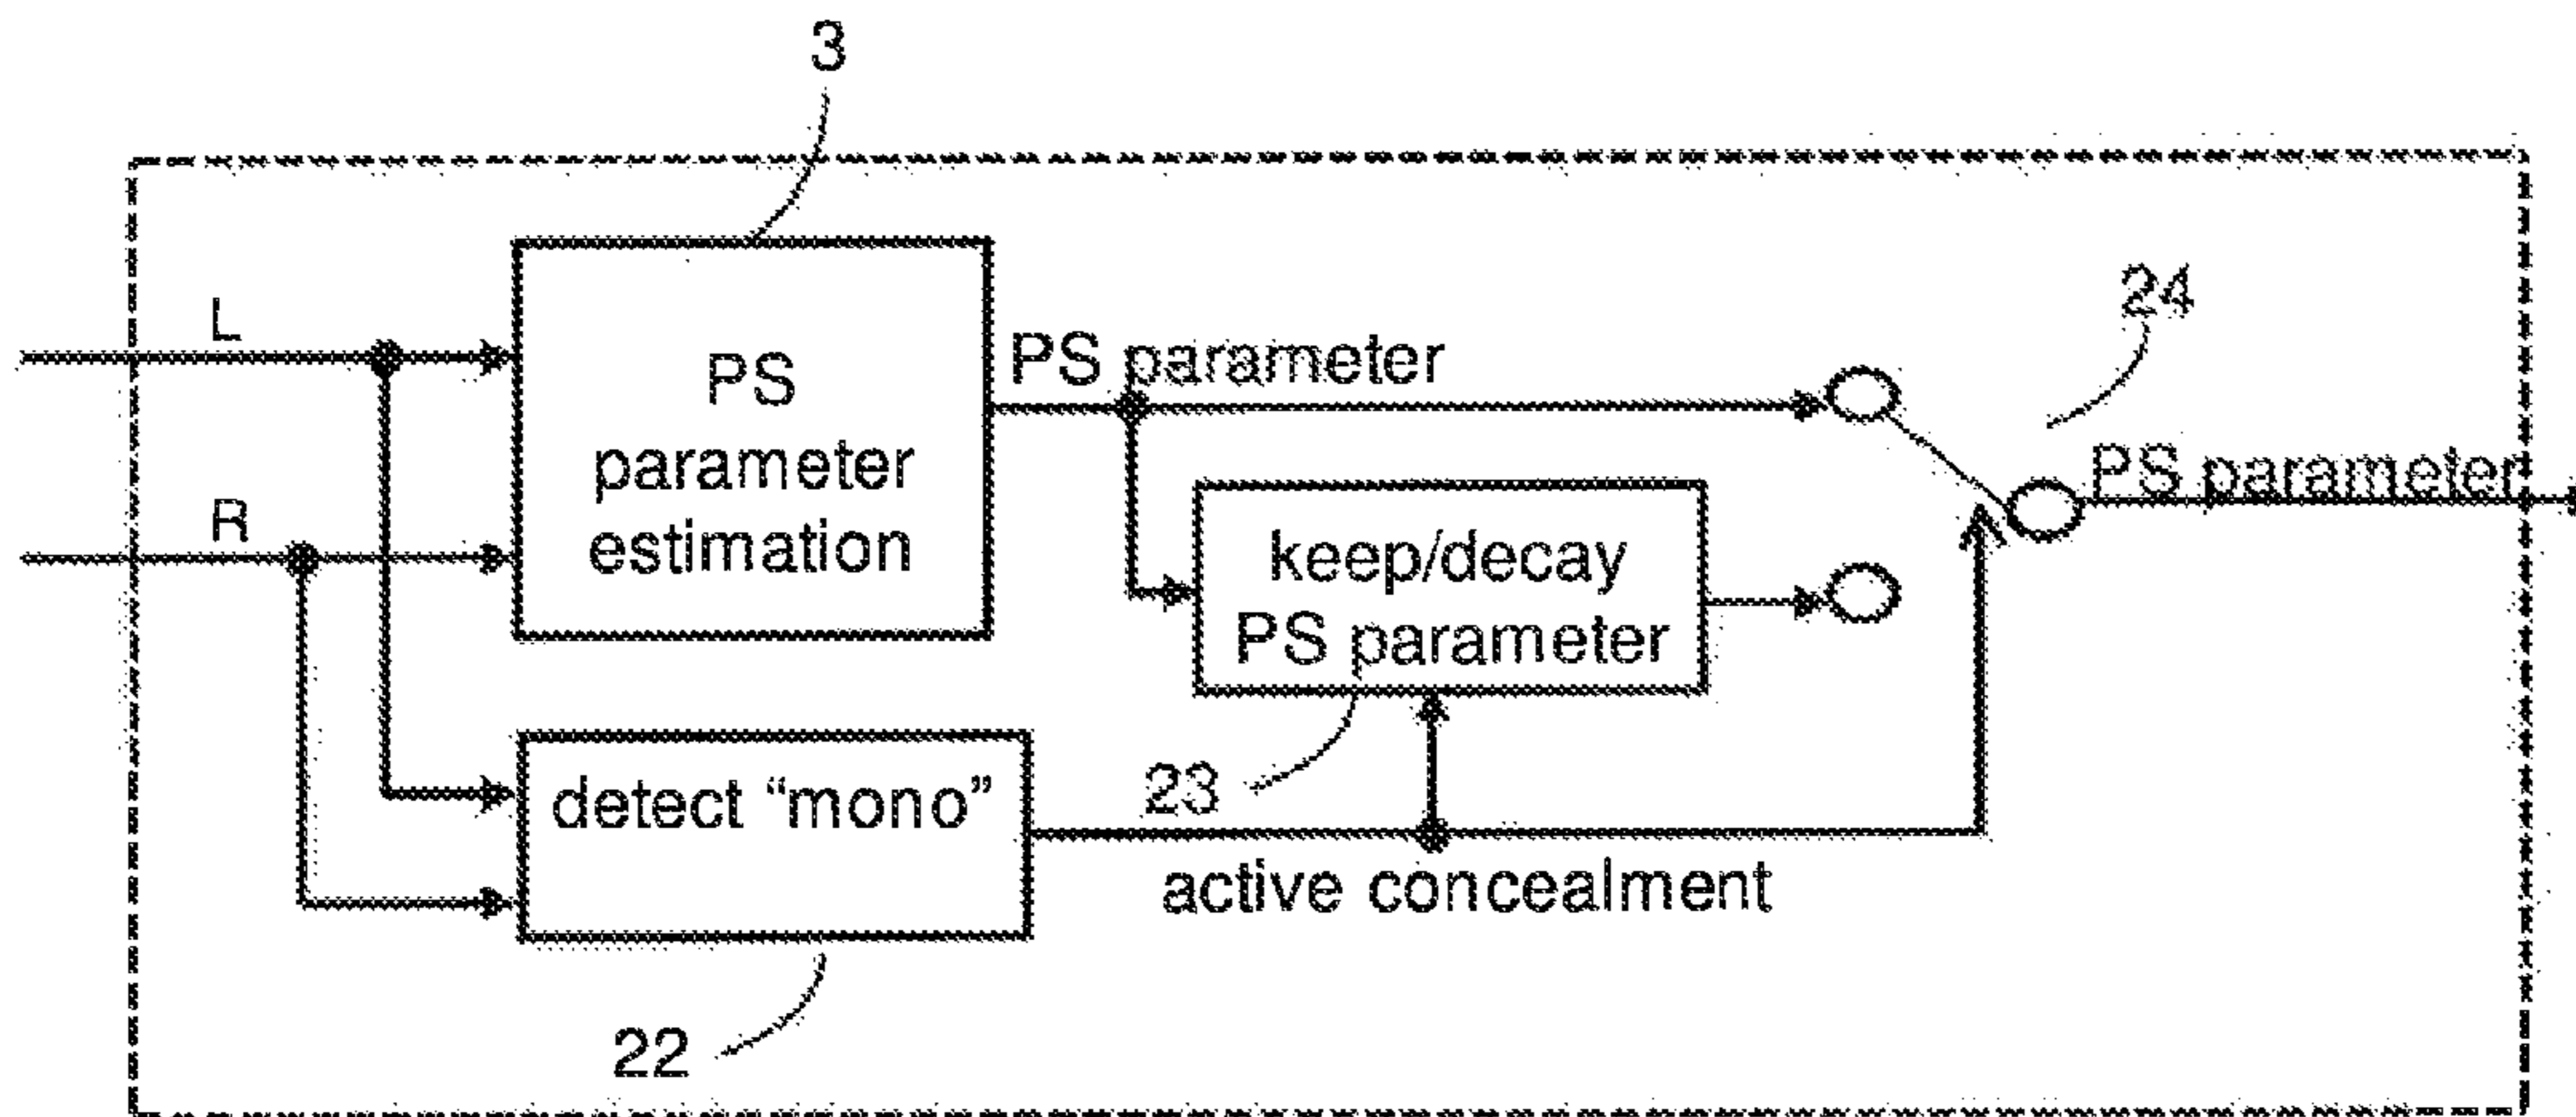 3
L
R
PS
parameter
estimation
PS parameter
24
PS parameter
keep/decay
PS parameter
23
detect “mono”
active concealment
22